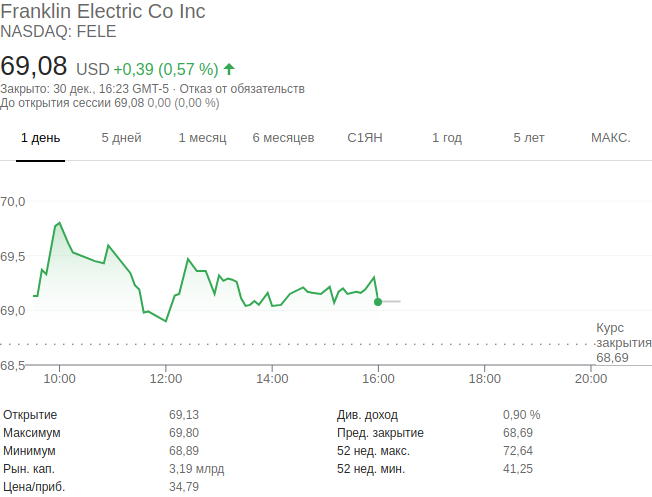 Franklin Electric Co Inc
NASDAQ: FELE
69,08 USD +0,39 (0,57 %)
Закрыто: 30 дек., 16:23 GMT-5 · Отказ от обязательств
До открытия сессии 69,08 0,00 (0,00 %)
1 день 5 дней 1 месяц 6 месяцев С1ЯН 1 год 5 лет МАКС.
70,0
69,5
69,0
Курс
закрытия
68,69
68,5
10:00 12:00 14:00 16:00 18:00 20:00
Открытие 69,13 Див. доход 0,90 %
Максимум 69,80 Пред. закрытие 68,69
Минимум 68,89 52 нед. макс. 72,64
Рын. кап. 3,19 млрд 52 нед. мин. 41,25
Цена/приб. 34,79